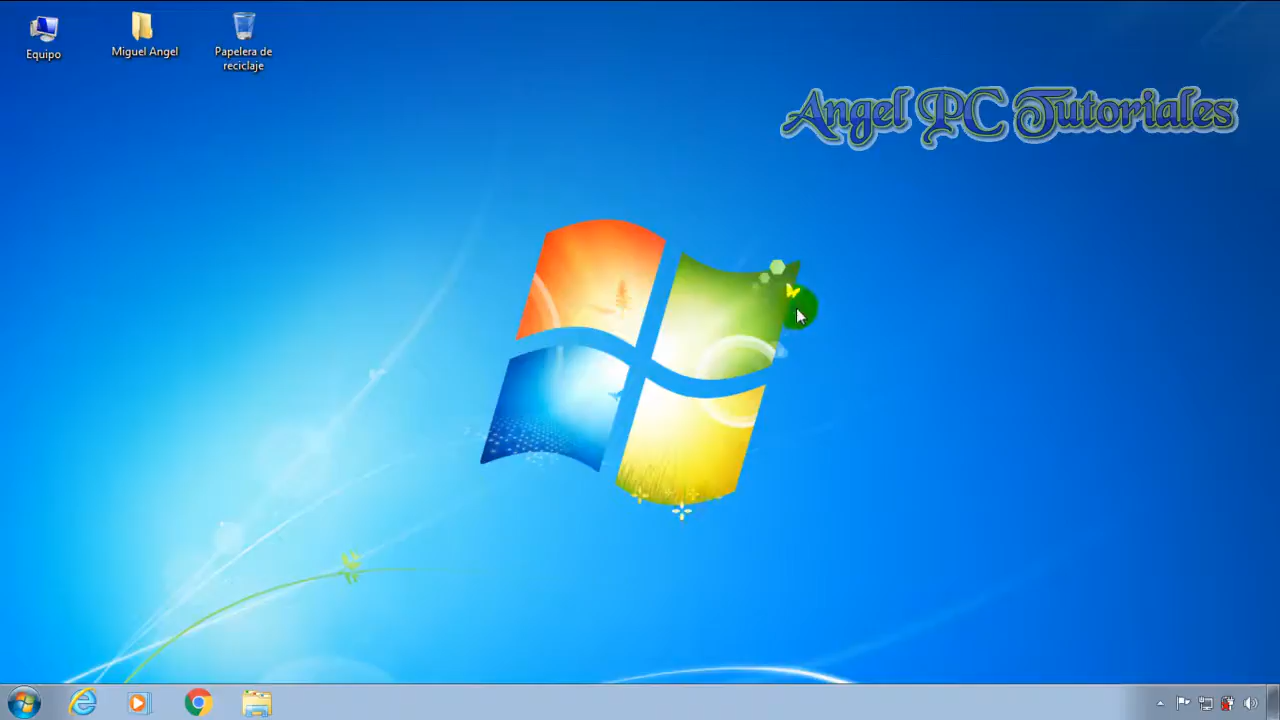 Equipo
Miguel Angel
Papelera de
reciclaje
Angel PC Tutoriales